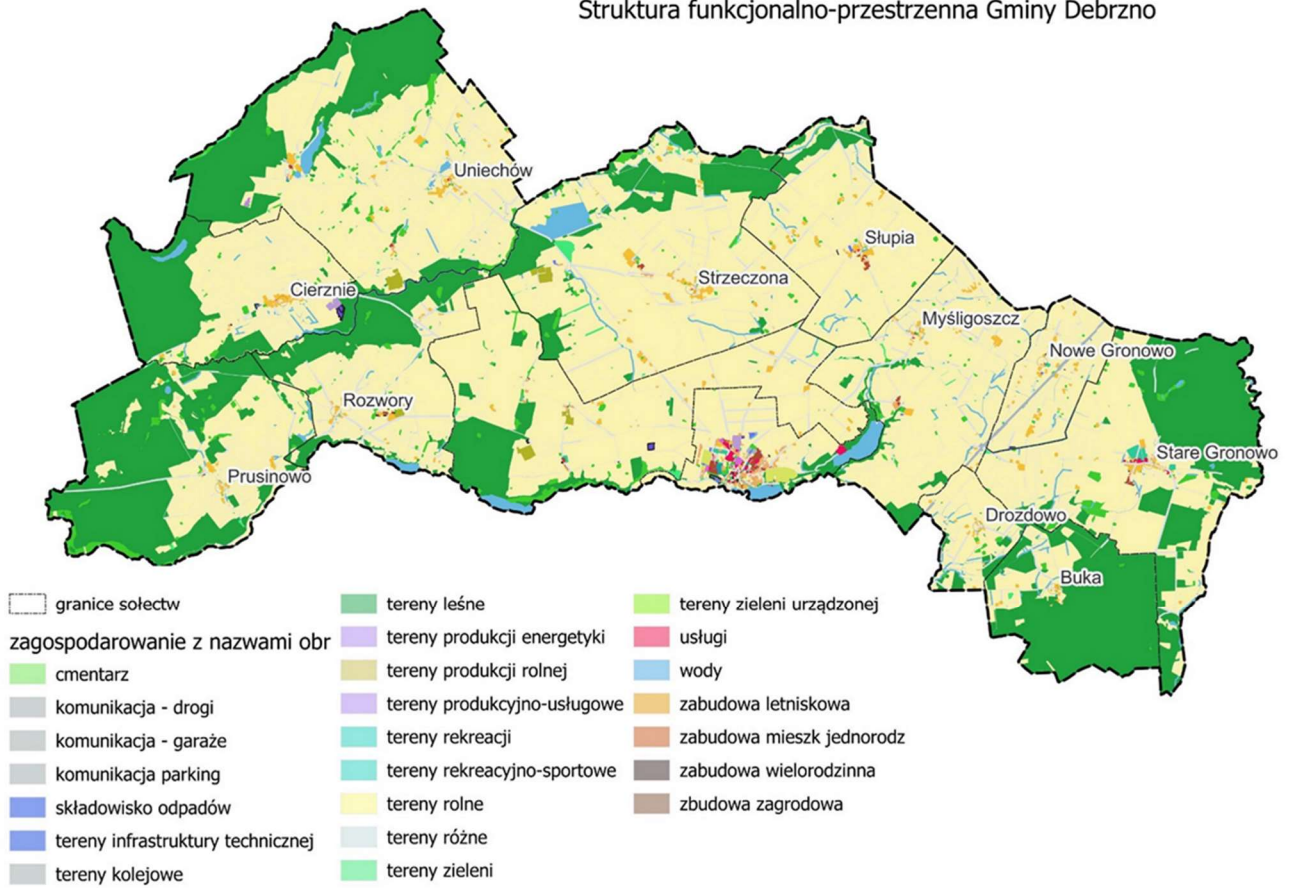 Struktura funkcjonalno-przestrzenna Gminy Debrzno
Uniechów
Słupia
Strzeczona
Cierznie
Myśligoszcz
Nowe Gronowo
Rozwory
Stare Gronowo
Prusinowo
Drozdowo
Buka
granice sołectw
zagospodarowanie z nazwami obr
cmentarz
komunikacja - drogi
komunikacja - garaże
komunikacja parking
składowisko odpadów
tereny infrastruktury technicznej
tereny kolejowe
tereny leśne
tereny produkcji energetyki
tereny produkcji rolnej
tereny produkcyjno-usługowe
tereny rekreacji
tereny rekreacyjno-sportowe
tereny rolne
tereny różne
tereny zieleni
tereny zieleni urządzonej
usługi
wody
zabudowa letniskowa
zabudowa mieszk jednorodz
zabudowa wielorodzinna
zbudowa zagrodowa